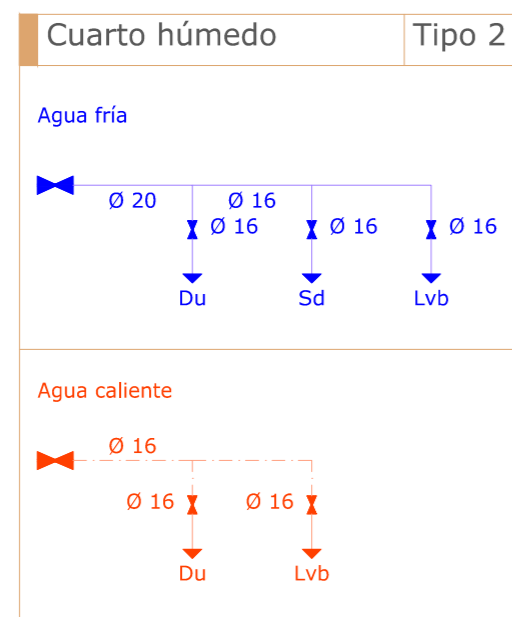 Cuarto húmedo Tipo 2
Agua fría
Ø 20 Ø 16
Ø 16 Ø 16 Ø 16
Du Sd Lvb
Agua caliente
Ø 16
Ø 16 Ø 16
Du Lvb